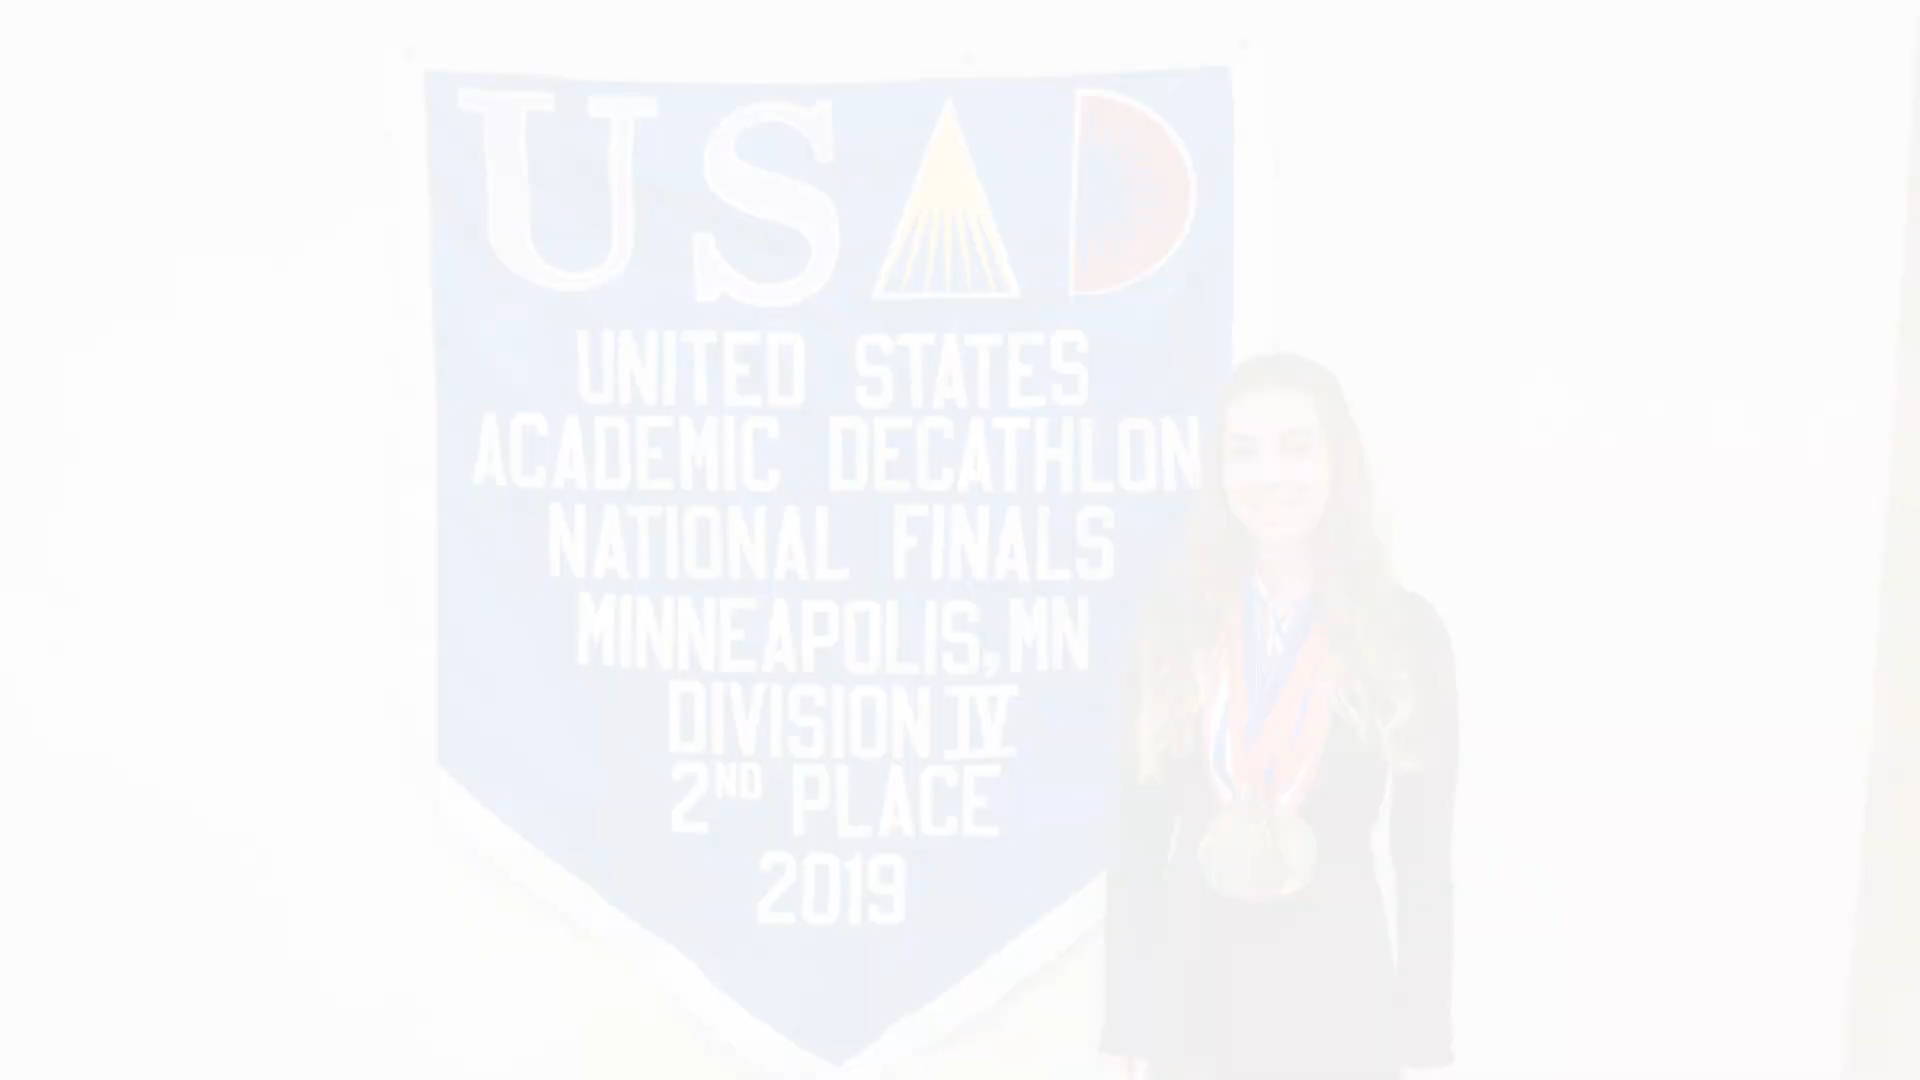 USAD
UNITED STATES
ACADEMIC DECATHLON
NATIONAL FINALS
MINNEAPOLIS, MN
DIVISION IV
2ND PLACE
2019